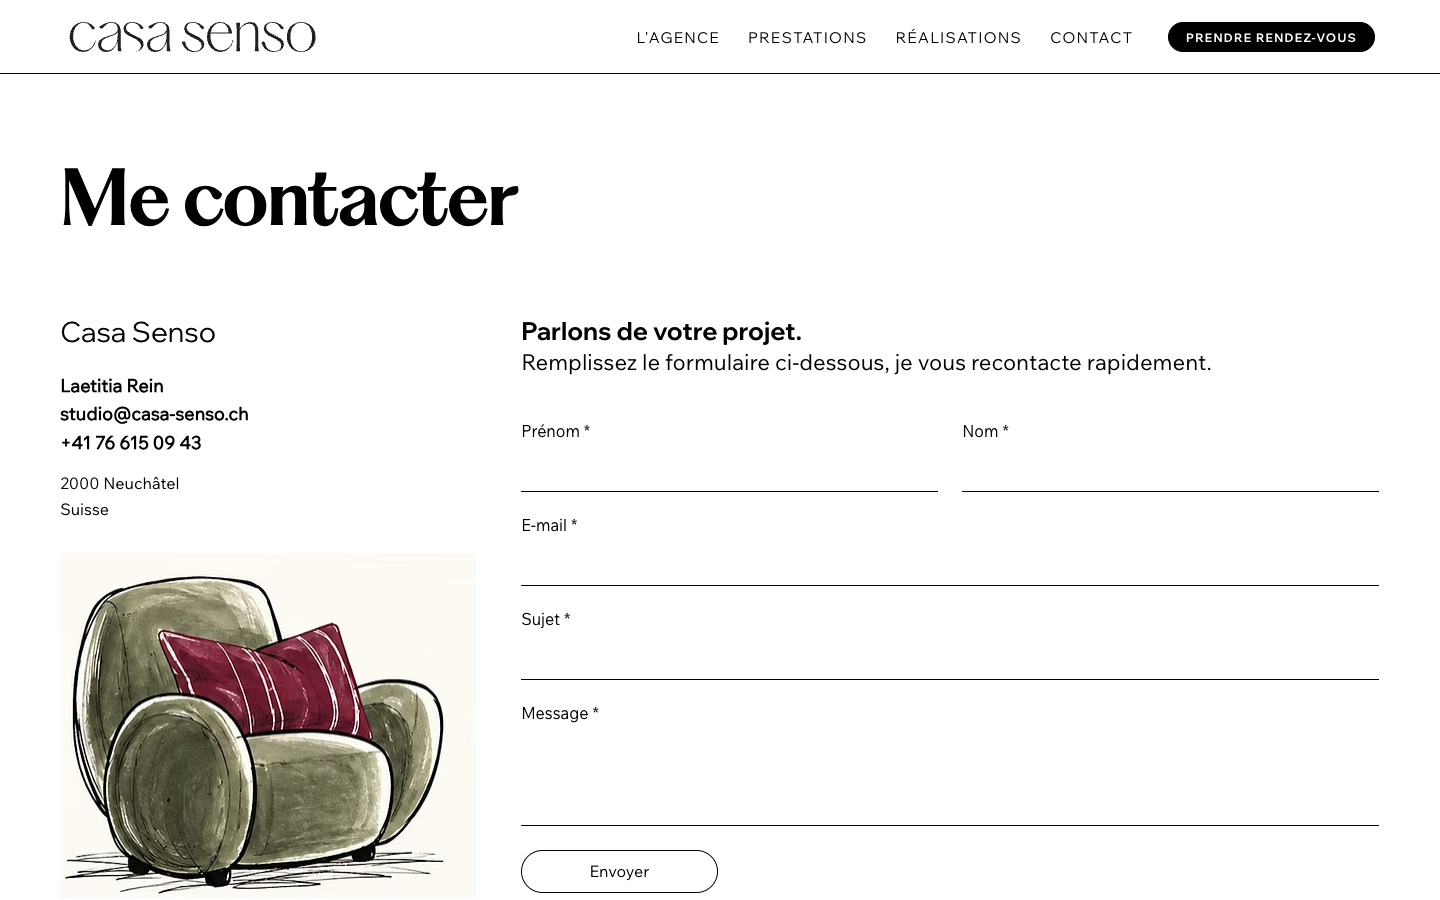 casa senso
L'AGENCE
PRESTATIONS
RÉALISATIONS
CONTACT
PRENDRE RENDEZ-VOUS
Me contacter
Casa Senso
Laetitia Rein
studio@casa-senso.ch
+41 76 615 09 43
2000 Neuchâtel
Suisse
Parlons de votre projet.
Remplissez le formulaire ci-dessous, je vous recontacte rapidement.
Prénom *
Nom *
E-mail *
Sujet *
Message *
Envoyer